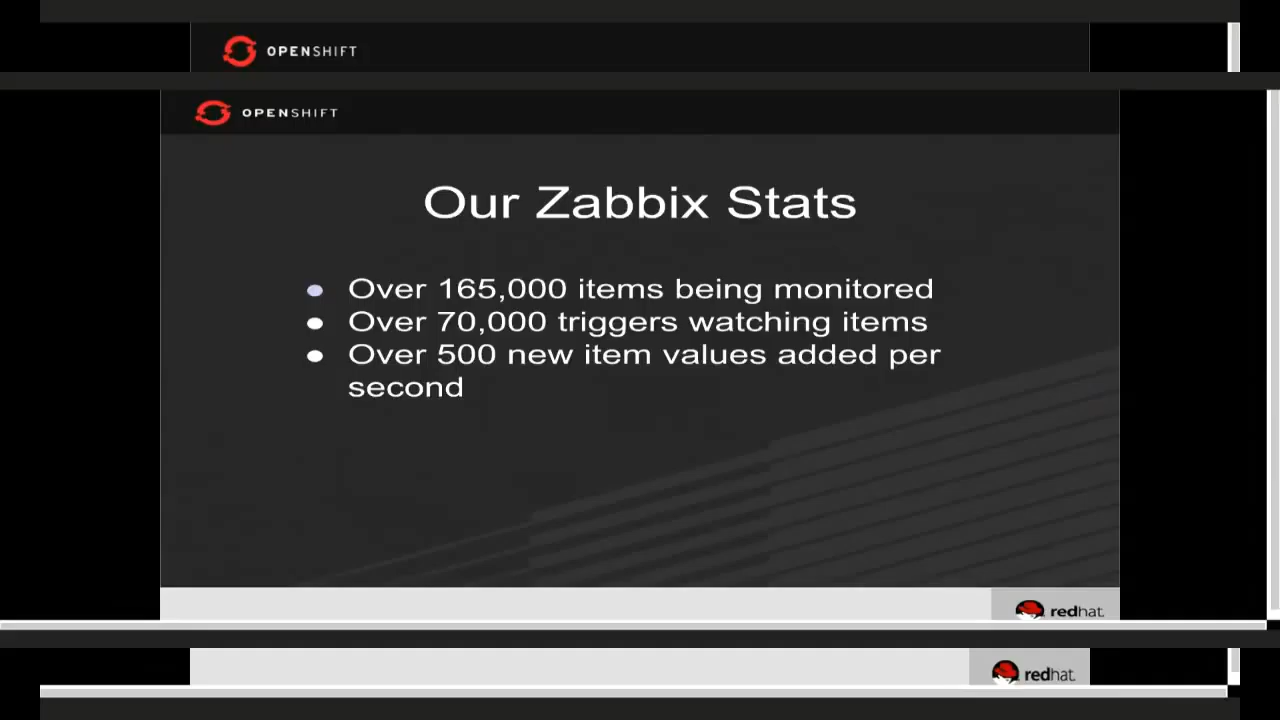 OPENSHIFT
OPENSHIFT
Our Zabbix Stats
Over 165,000 items being monitored
Over 70,000 triggers watching items
Over 500 new item values added per
second
redhat.
redhat.